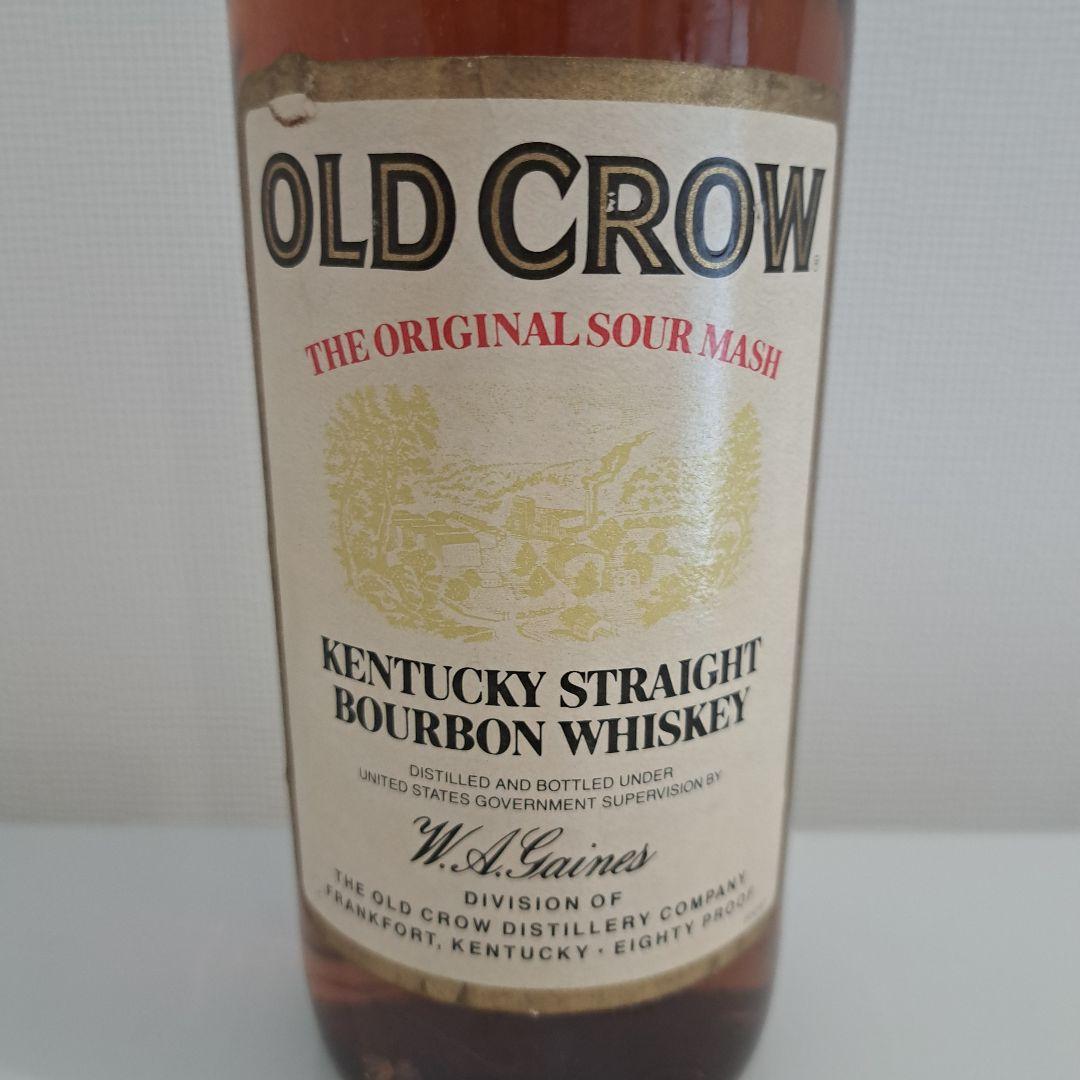 OLD CROW
®
THE ORIGINAL SOUR MASH
KENTUCKY STRAIGHT
BOURBON WHISKEY
DISTILLED AND BOTTLED UNDER
UNITED STATES GOVERNMENT SUPERVISION BY
W.A.Gaines
DIVISION OF
THE OLD CROW DISTILLERY COMPANY
FRANKFORT, KENTUCKY · EIGHTY PROOF